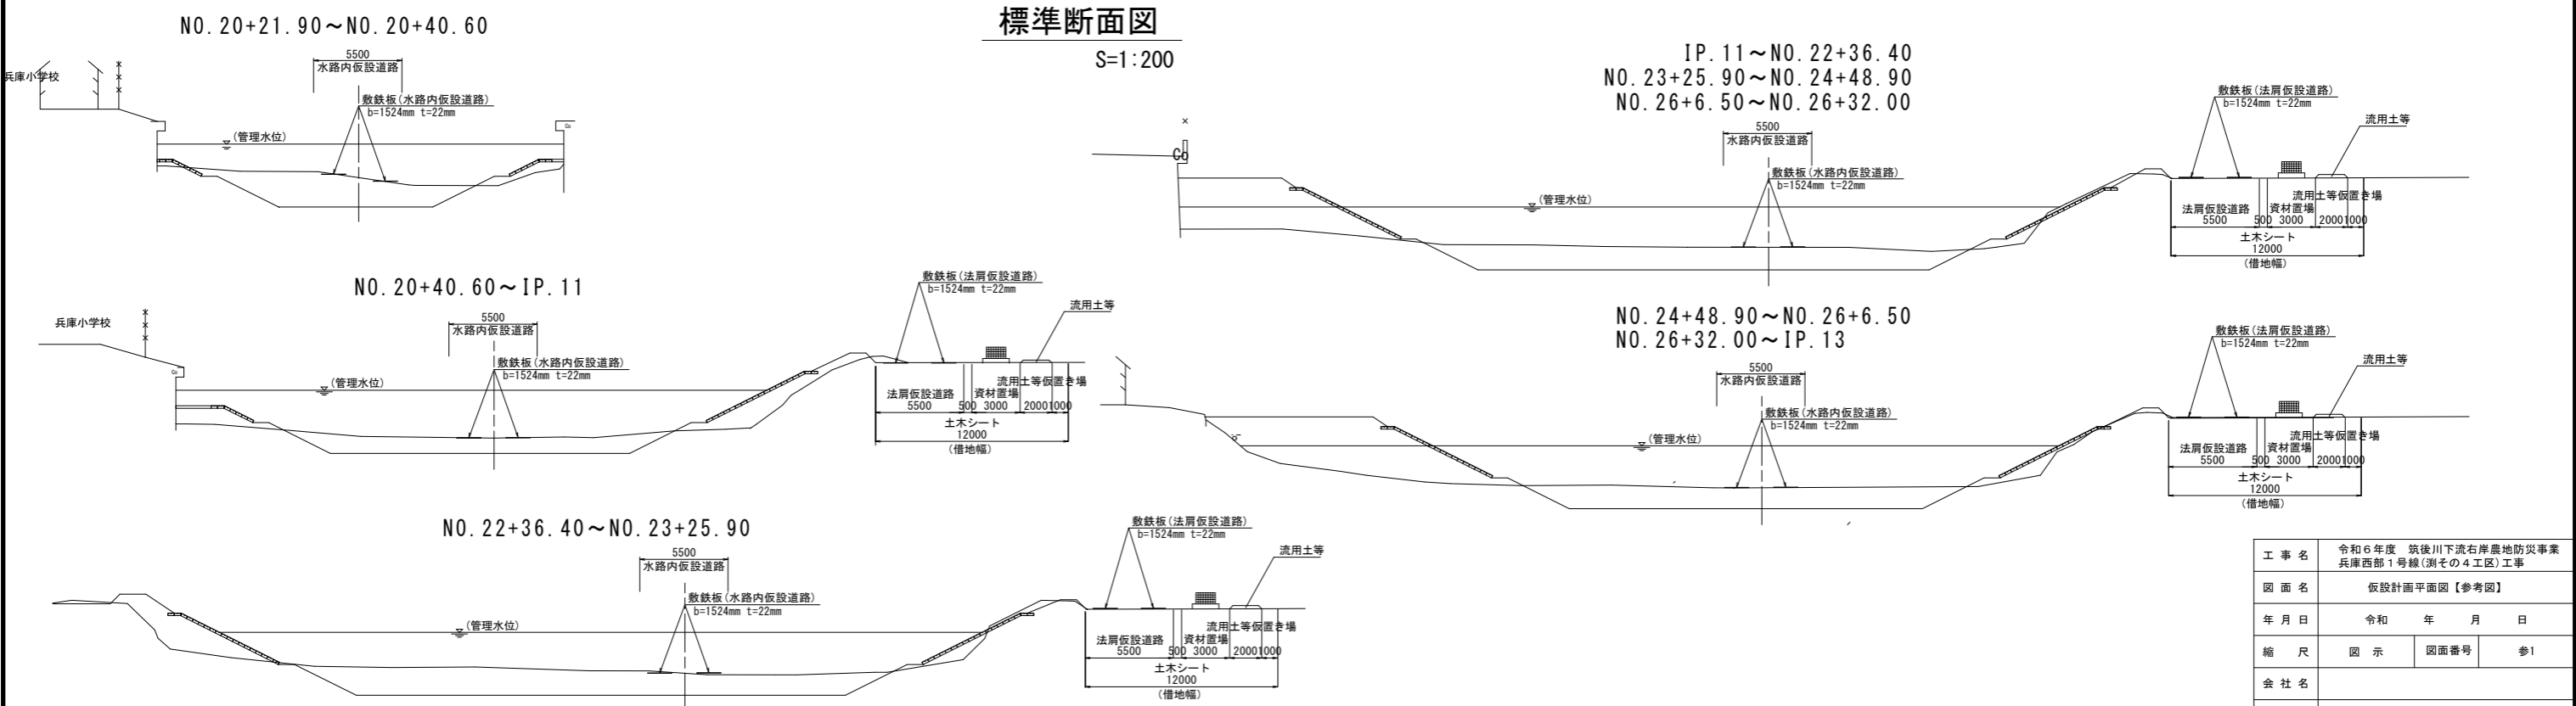 標準断面図
S=1:200
NO.20+21.90～NO.20+40.60
5500
水路内仮設道路
兵庫小学校
敷鉄板(水路内仮設道路)
b=1524mm t=22mm
(管理水位)
Co
NO.20+40.60～IP.11
5500
水路内仮設道路
兵庫小学校
敷鉄板(水路内仮設道路)
b=1524mm t=22mm
(管理水位)
Co
敷鉄板(法肩仮設道路)
b=1524mm t=22mm
流用土等
流用土等仮置き場
法肩仮設道路 資材置場
5500 500 3000 2000 1000
土木シート
12000
(借地幅)
NO.22+36.40～NO.23+25.90
5500
水路内仮設道路
敷鉄板(水路内仮設道路)
b=1524mm t=22mm
(管理水位)
敷鉄板(法肩仮設道路)
b=1524mm t=22mm
流用土等
流用土等仮置き場
法肩仮設道路 資材置場
5500 500 3000 2000 1000
土木シート
12000
(借地幅)
IP.11～NO.22+36.40
NO.23+25.90～NO.24+48.90
NO.26+6.50～NO.26+32.00
5500
水路内仮設道路
Co
敷鉄板(水路内仮設道路)
b=1524mm t=22mm
(管理水位)
敷鉄板(法肩仮設道路)
b=1524mm t=22mm
流用土等
流用土等仮置き場
法肩仮設道路 資材置場
5500 500 3000 2000 1000
土木シート
12000
(借地幅)
NO.24+48.90～NO.26+6.50
NO.26+32.00～IP.13
5500
水路内仮設道路
敷鉄板(水路内仮設道路)
b=1524mm t=22mm
(管理水位)
敷鉄板(法肩仮設道路)
b=1524mm t=22mm
流用土等
流用土等仮置き場
法肩仮設道路 資材置場
5500 500 3000 2000 1000
土木シート
12000
(借地幅)
工事名 令和６年度 筑後川下流右岸農地防災事業
兵庫西部１号線(渕その４工区)工事
図面名 仮設計画平面図【参考図】
年月日 令和 年 月 日
縮尺 図示 図面番号 参1
会社名